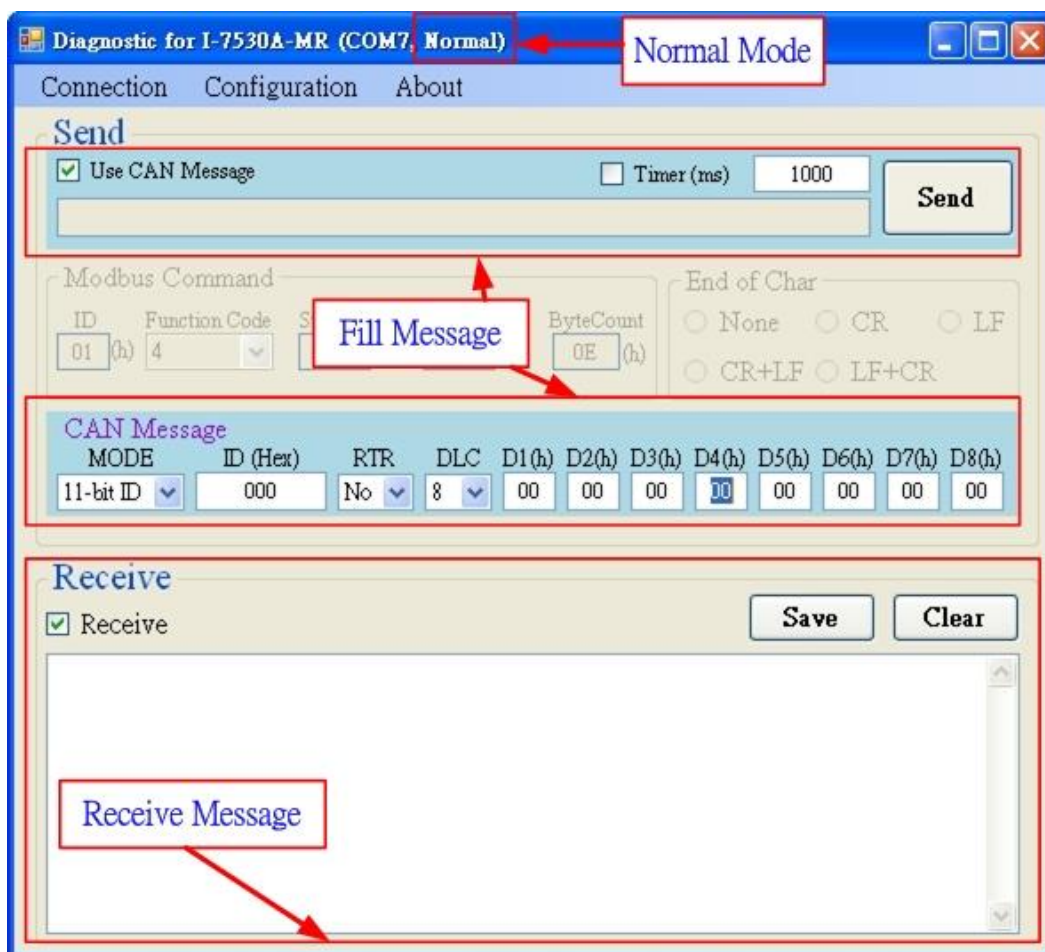 Diagnostic for I-7530A-MR (COM7, Normal)
Normal Mode
Connection Configuration About
Send
Use CAN Message Timer (ms) 1000 Send
Modbus Command End of Char
ID Function Code ByteCount None CR LF
01 (h) 4 0E (h) CR+LF LF+CR
Fill Message
CAN Message
MODE ID (Hex) RTR DLC D1(h) D2(h) D3(h) D4(h) D5(h) D6(h) D7(h) D8(h)
11-bit ID 000 No 8 00 00 00 00 00 00 00 00
Receive
Receive Save Clear
Receive Message